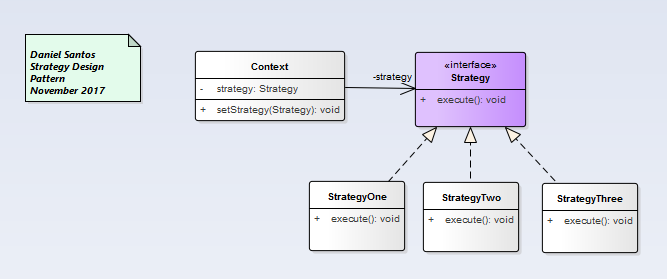 Daniel Santos
Strategy Design
Pattern
November 2017
Context
- strategy: Strategy
+ setStrategy(Strategy): void
-strategy
«interface»
Strategy
+ execute(): void
StrategyOne
+ execute(): void
StrategyTwo
+ execute(): void
StrategyThree
+ execute(): void